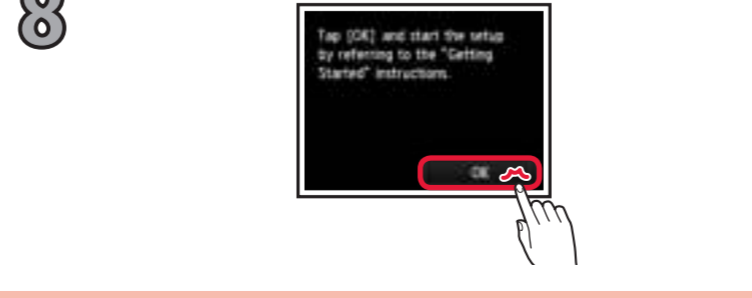 8
Tap [OK] and start the setup
by referring to the "Getting
Started" instructions.
OK